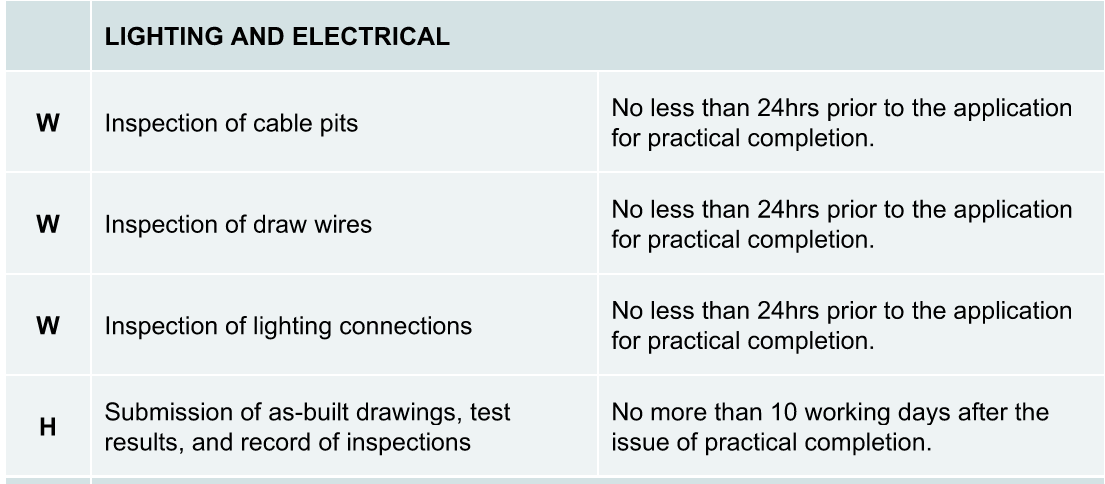 LIGHTING AND ELECTRICAL
W
Inspection of cable pits
No less than 24hrs prior to the application
for practical completion.
W
Inspection of draw wires
No less than 24hrs prior to the application
for practical completion.
W
Inspection of lighting connections
No less than 24hrs prior to the application
for practical completion.
H
Submission of as-built drawings, test
results, and record of inspections
No more than 10 working days after the
issue of practical completion.